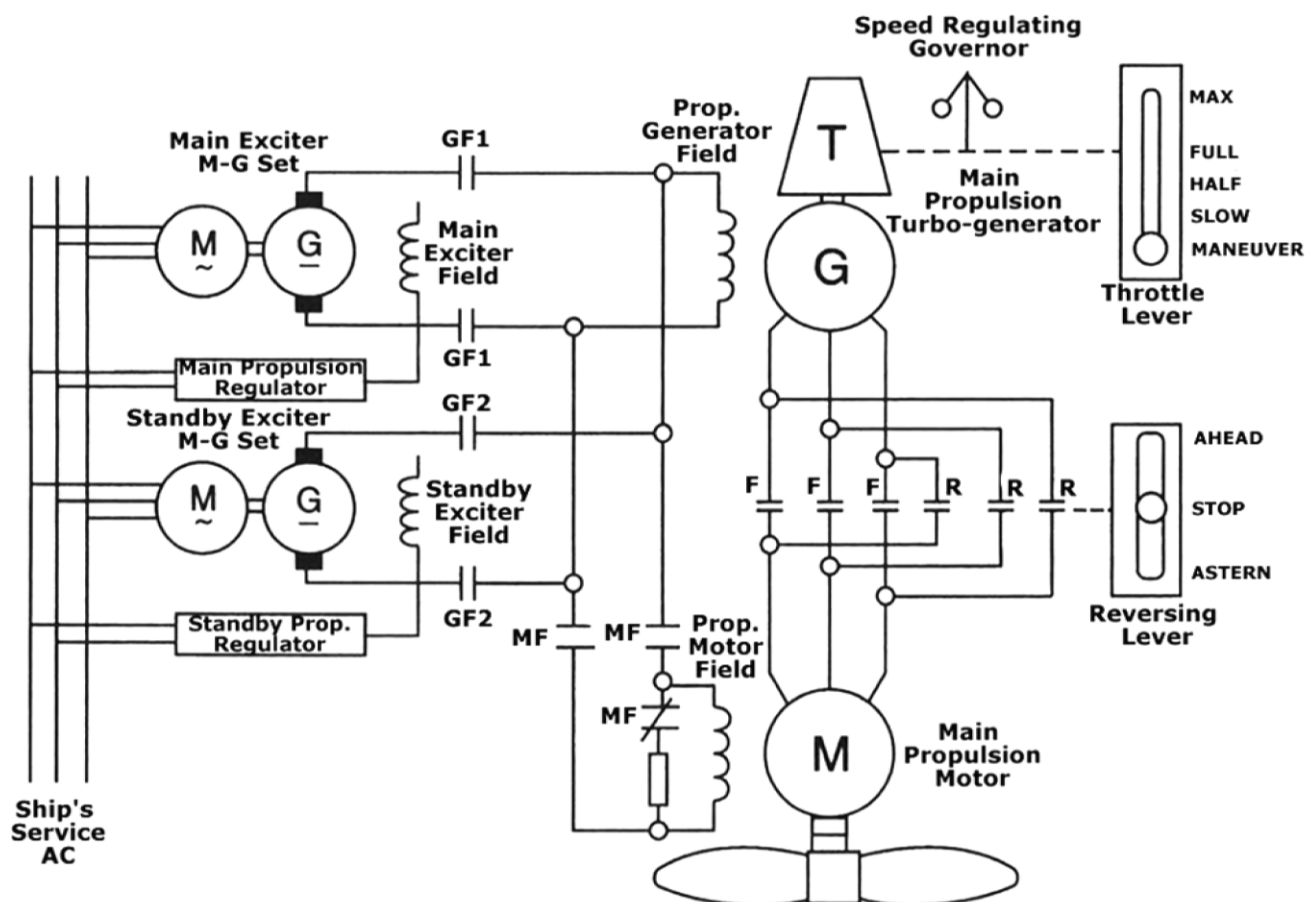 Speed Regulating
Governor
Main Exciter
M-G Set
GF1
Prop.
Generator
Field
T
MAX
FULL
HALF
SLOW
MANEUVER
Throttle
Lever
Main
Propulsion
Turbo-generator
M
~
G
Main
Exciter
Field
G
GF1
Main Propulsion
Regulator
GF2
Standby Exciter
M-G Set
M
~
G
Standby
Exciter
Field
F
F
F
R
R
R
AHEAD
STOP
ASTERN
Reversing
Lever
GF2
Standby Prop.
Regulator
MF
MF
Prop.
Motor
Field
MF
M
Main
Propulsion
Motor
Ship's
Service
AC